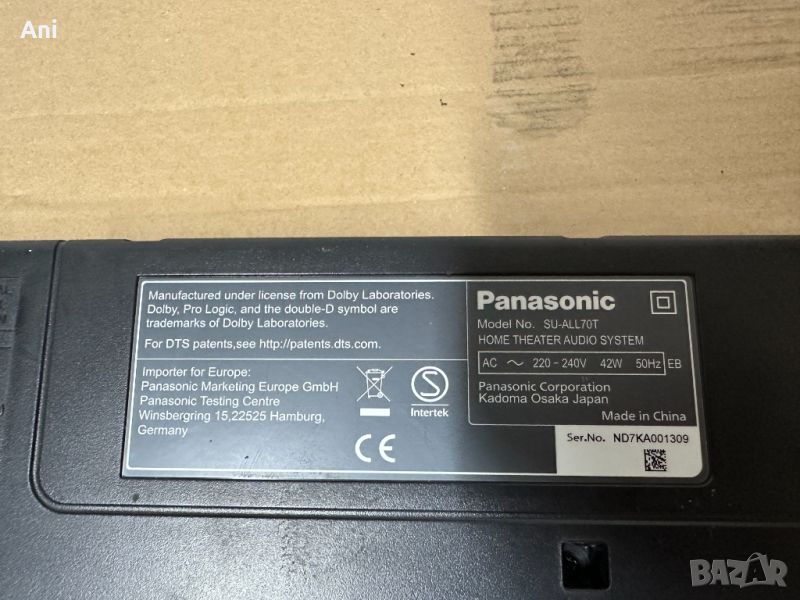 Ani
Manufactured under license from Dolby Laboratories.
Dolby, Pro Logic, and the double-D symbol are
trademarks of Dolby Laboratories.
For DTS patents,see http://patents.dts.com.
Importer for Europe:
Panasonic Marketing Europe GmbH
Panasonic Testing Centre
Winsbergring 15,22525 Hamburg,
Germany
S
Intertek
CE
Panasonic
Model No. SU-ALL70T
HOME THEATER AUDIO SYSTEM
AC ~ 220 - 240V 42W 50Hz EB
Panasonic Corporation
Kadoma Osaka Japan
Made in China
Ser.No. ND7KA001309
BAZAR